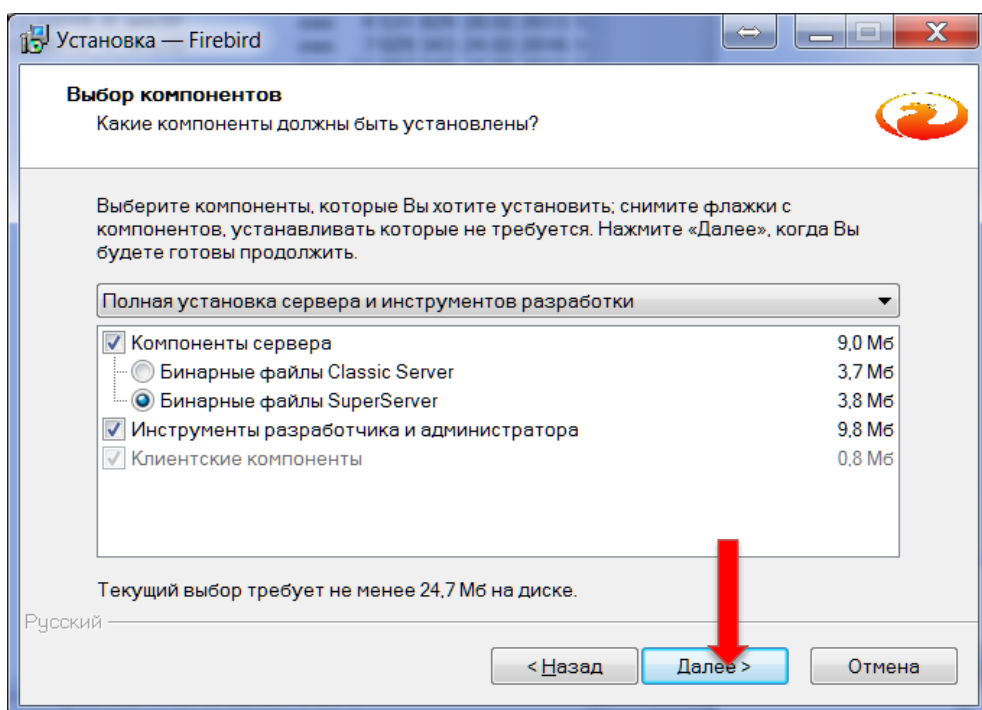 Установка — Firebird
Выбор компонентов
Какие компоненты должны быть установлены?
Выберите компоненты, которые Вы хотите установить; снимите флажки с
компонентов, устанавливать которые не требуется. Нажмите «Далее», когда Вы
будете готовы продолжить.
Полная установка сервера и инструментов разработки
Компоненты сервера 9,0 Мб
Бинарные файлы Classic Server 3,7 Мб
Бинарные файлы SuperServer 3,8 Мб
Инструменты разработчика и администратора 9,8 Мб
Клиентские компоненты 0,8 Мб
Текущий выбор требует не менее 24,7 Мб на диске.
Русский
< Назад Далее > Отмена